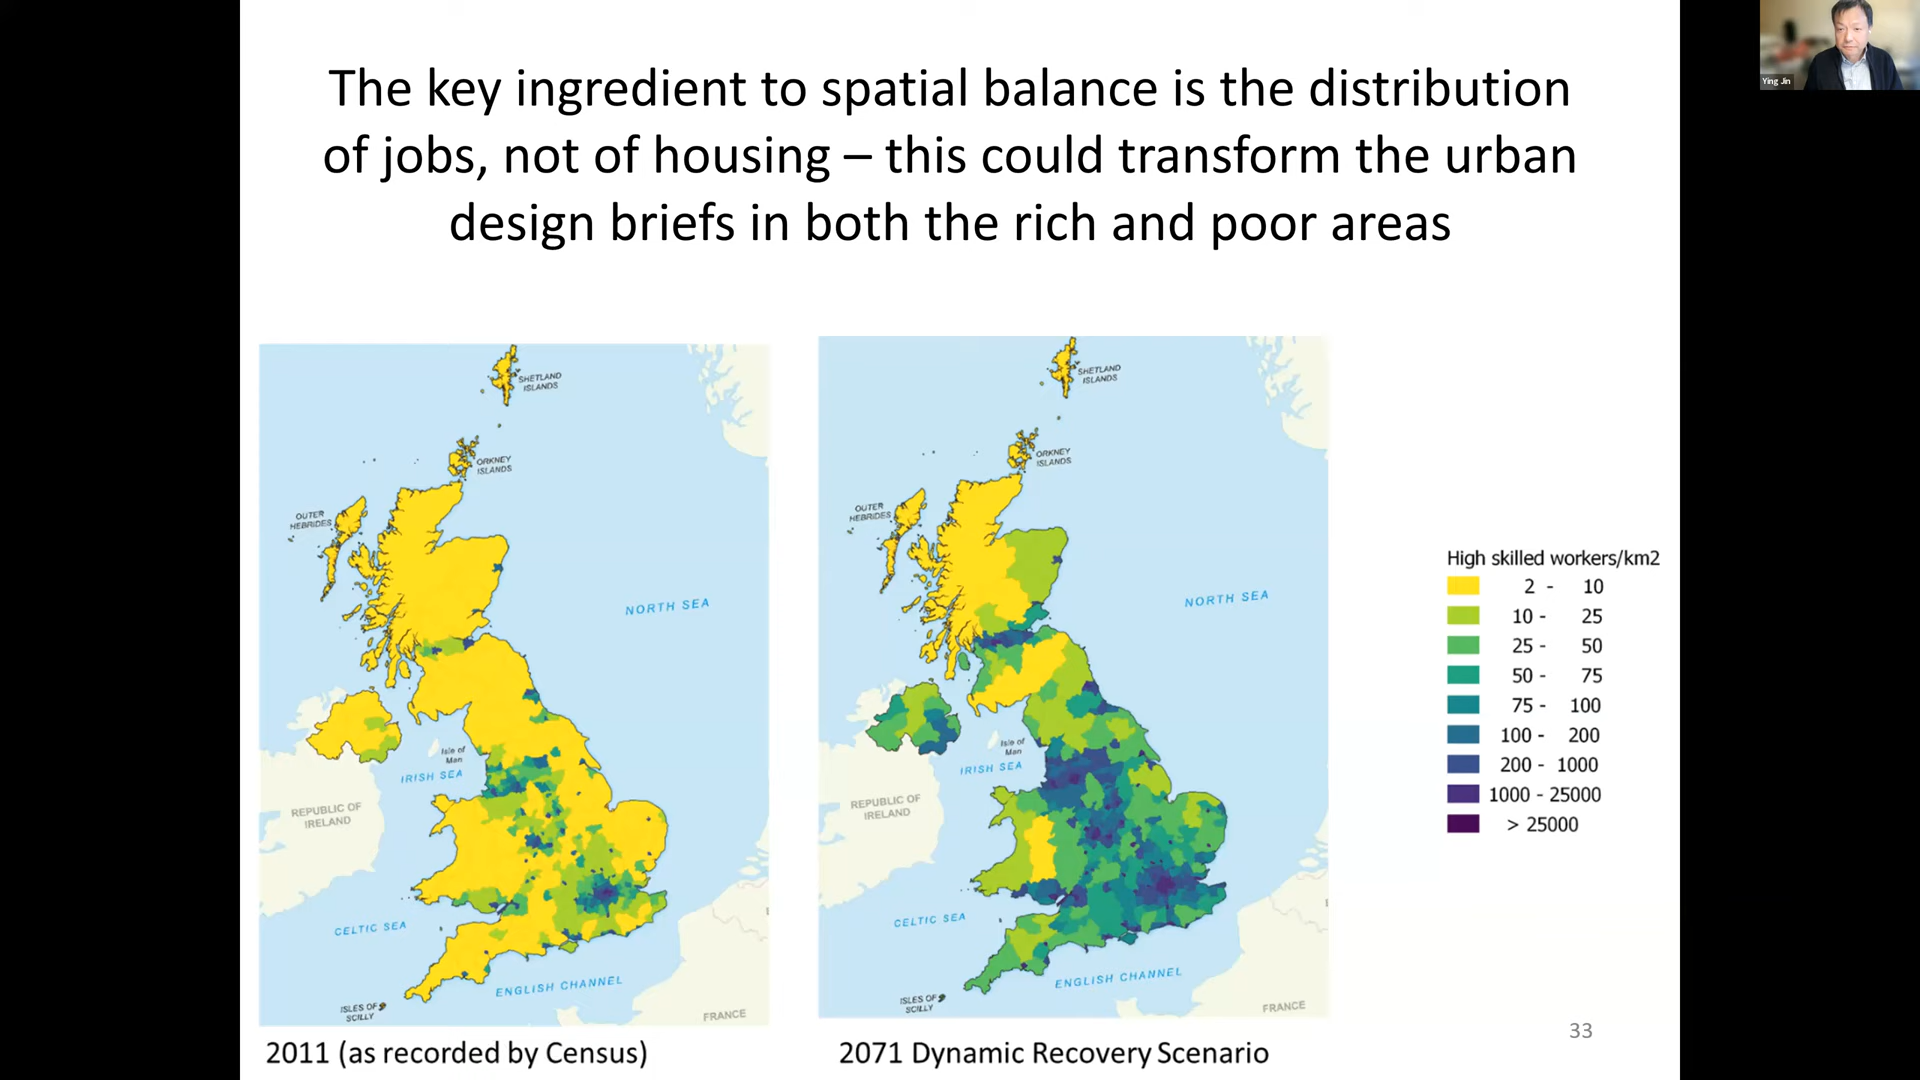 The key ingredient to spatial balance is the distribution
of jobs, not of housing – this could transform the urban
design briefs in both the rich and poor areas
Ying Jin
SHETLAND
ISLANDS
ORKNEY
ISLANDS
OUTER
HEBRIDES
NORTH SEA
Isle of
Man
IRISH SEA
REPUBLIC OF
IRELAND
CELTIC SEA
ENGLISH CHANNEL
ISLES OF
SCILLY
FRANCE
2011 (as recorded by Census)
SHETLAND
ISLANDS
ORKNEY
ISLANDS
OUTER
HEBRIDES
NORTH SEA
Isle of
Man
IRISH SEA
REPUBLIC OF
IRELAND
CELTIC SEA
ENGLISH CHANNEL
ISLES OF
SCILLY
FRANCE
2071 Dynamic Recovery Scenario
High skilled workers/km2
2 - 10
10 - 25
25 - 50
50 - 75
75 - 100
100 - 200
200 - 1000
1000 - 25000
> 25000
33